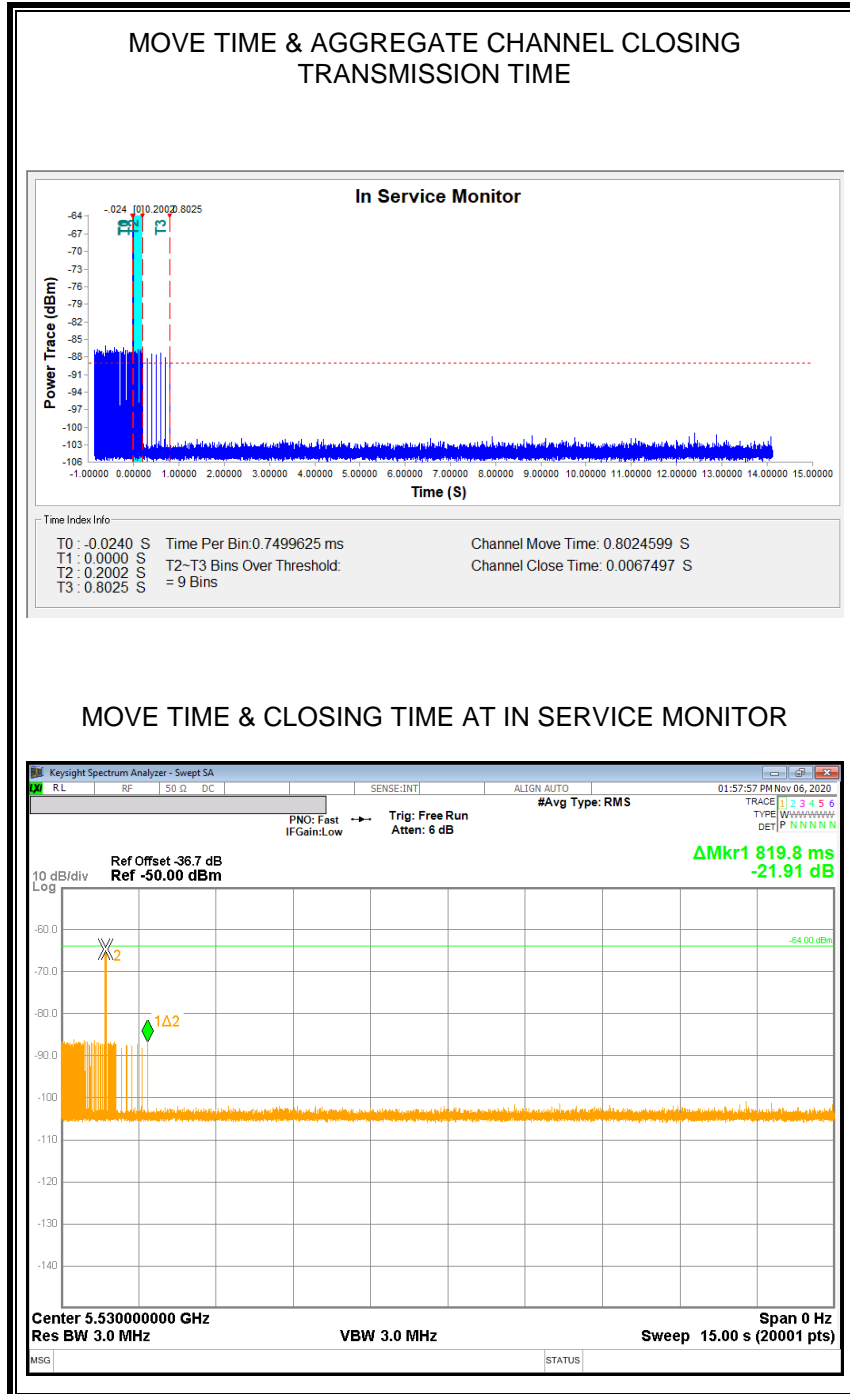 MOVE TIME & AGGREGATE CHANNEL CLOSING
TRANSMISSION TIME
In Service Monitor
-.024 0.2002 0.8025
T2
T3
Power Trace (dBm)
-64
-67
-70
-73
-76
-79
-82
-85
-88
-91
-94
-97
-100
-103
-106
-1.00000 0.00000 1.00000 2.00000 3.00000 4.00000 5.00000 6.00000 7.00000 8.00000 9.00000 10.00000 11.00000 12.00000 13.00000 14.00000 15.00000
Time (S)
Time Index Info
T0 : -0.0240 S Time Per Bin:0.7499625 ms Channel Move Time: 0.8024599 S
T1 : 0.0000 S
T2 : 0.2002 S T2~T3 Bins Over Threshold: Channel Close Time: 0.0067497 S
T3 : 0.8025 S = 9 Bins
MOVE TIME & CLOSING TIME AT IN SERVICE MONITOR
Keysight Spectrum Analyzer - Swept SA
LXI RL RF 50 Ω DC SENSE:INT ALIGN AUTO 01:57:57 PM Nov 06, 2020
#Avg Type: RMS TRACE 1 2 3 4 5 6
PNO: Fast Trig: Free Run TYPE WWWWWW
IFGain:Low Atten: 6 dB DET P N N N N N
ΔMkr1 819.8 ms
-21.91 dB
Ref Offset -36.7 dB
10 dB/div Ref -50.00 dBm
Log
-60.0
-64.00 dBm
2
-70.0
-80.0
1Δ2
-90.0
-100
-110
-120
-130
-140
Center 5.530000000 GHz Span 0 Hz
Res BW 3.0 MHz VBW 3.0 MHz Sweep 15.00 s (20001 pts)
MSG STATUS